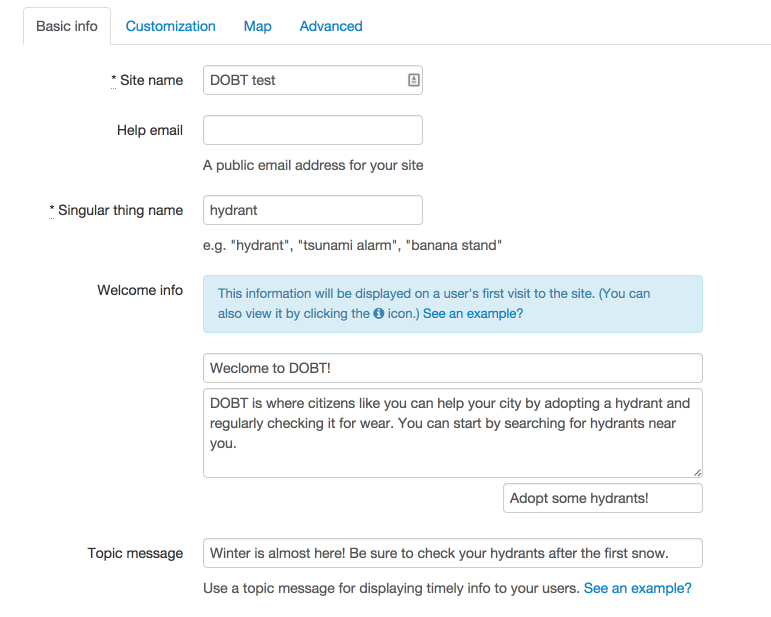 Basic info Customization Map Advanced
* Site name DOBT test
Help email
A public email address for your site
* Singular thing name hydrant
e.g. "hydrant", "tsunami alarm", "banana stand"
Welcome info This information will be displayed on a user's first visit to the site. (You can
also view it by clicking the icon.) See an example?
Weclome to DOBT!
DOBT is where citizens like you can help your city by adopting a hydrant and
regularly checking it for wear. You can start by searching for hydrants near
you.
Adopt some hydrants!
Topic message Winter is almost here! Be sure to check your hydrants after the first snow.
Use a topic message for displaying timely info to your users. See an example?